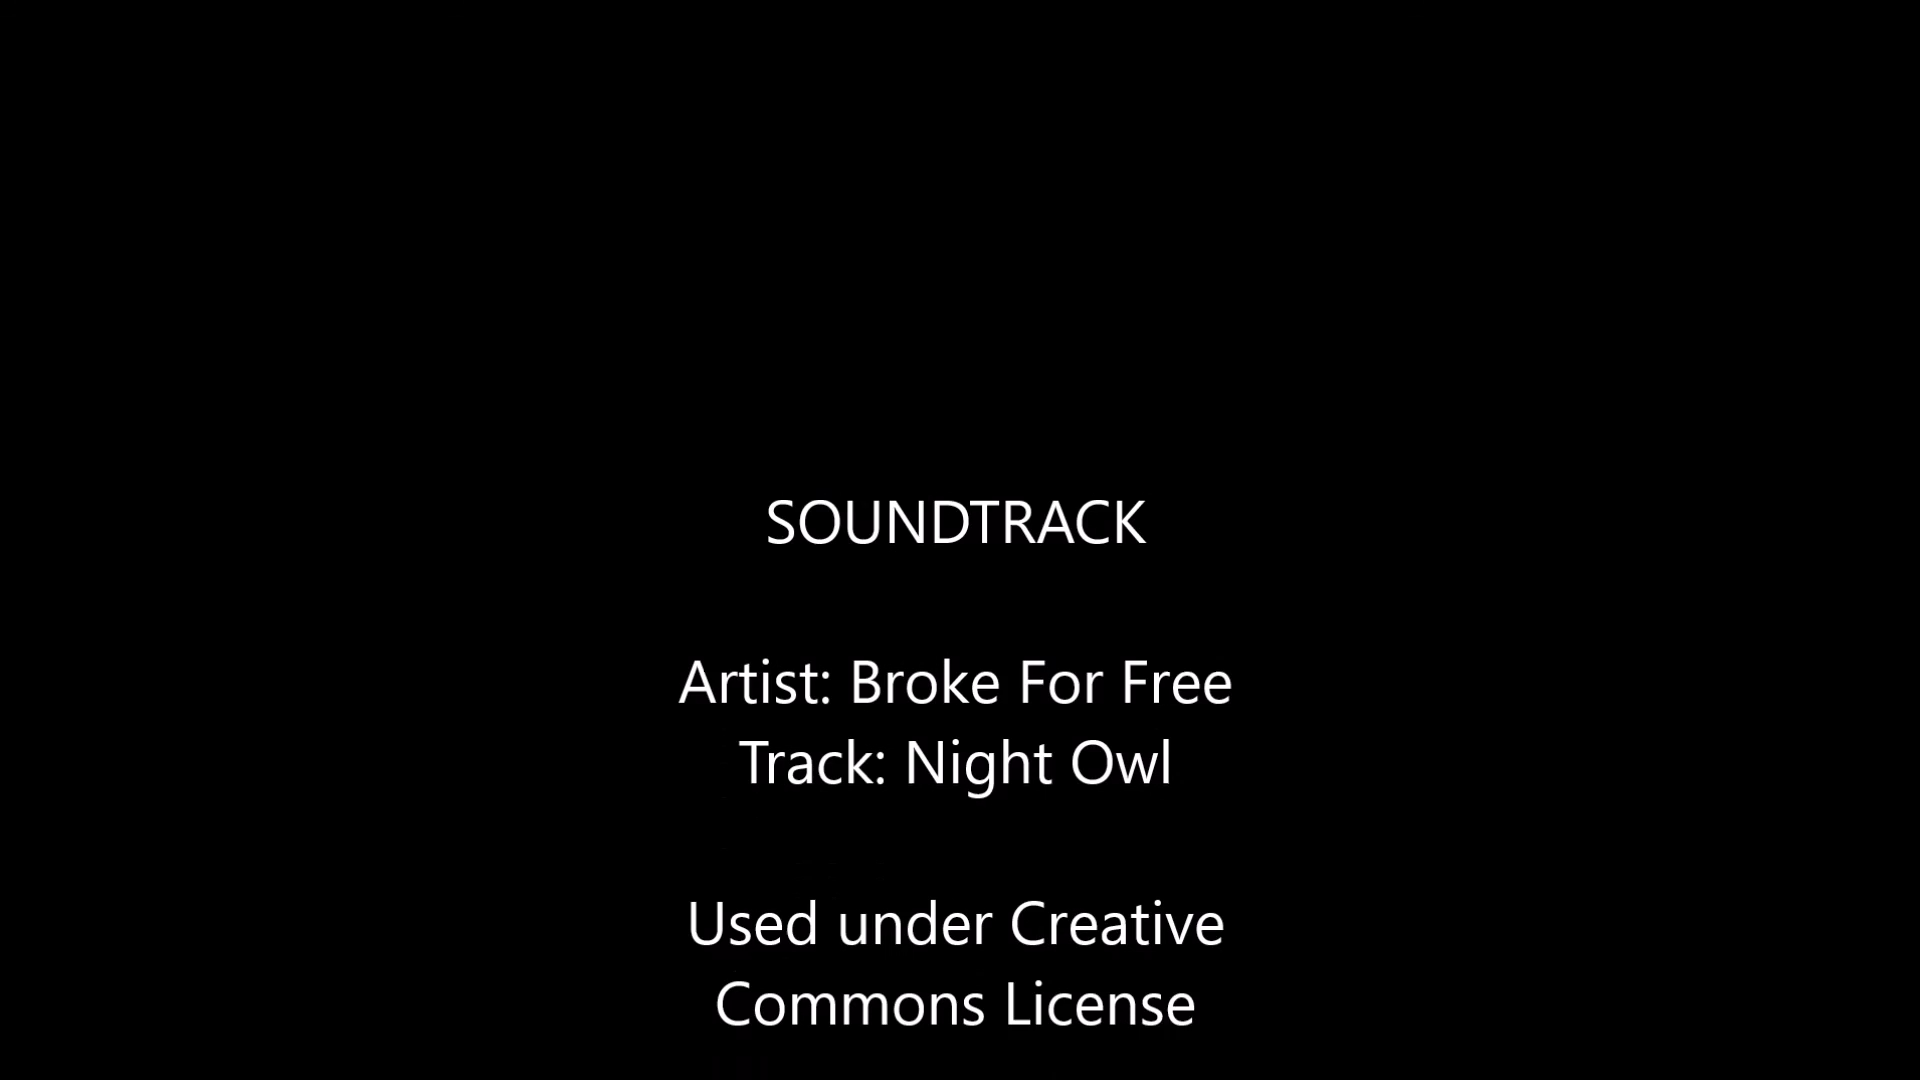 SOUNDTRACK
Artist: Broke For Free
Track: Night Owl
Used under Creative
Commons License